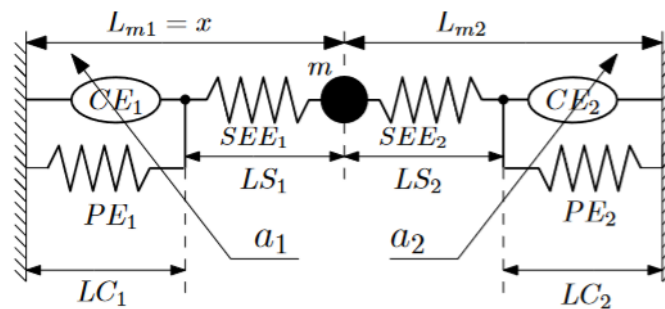 L_{m1} = x L_{m2}
m
CE_1 CE_2
SEE_1 SEE_2
LS_1 LS_2
PE_1 PE_2
a_1 a_2
LC_1 LC_2